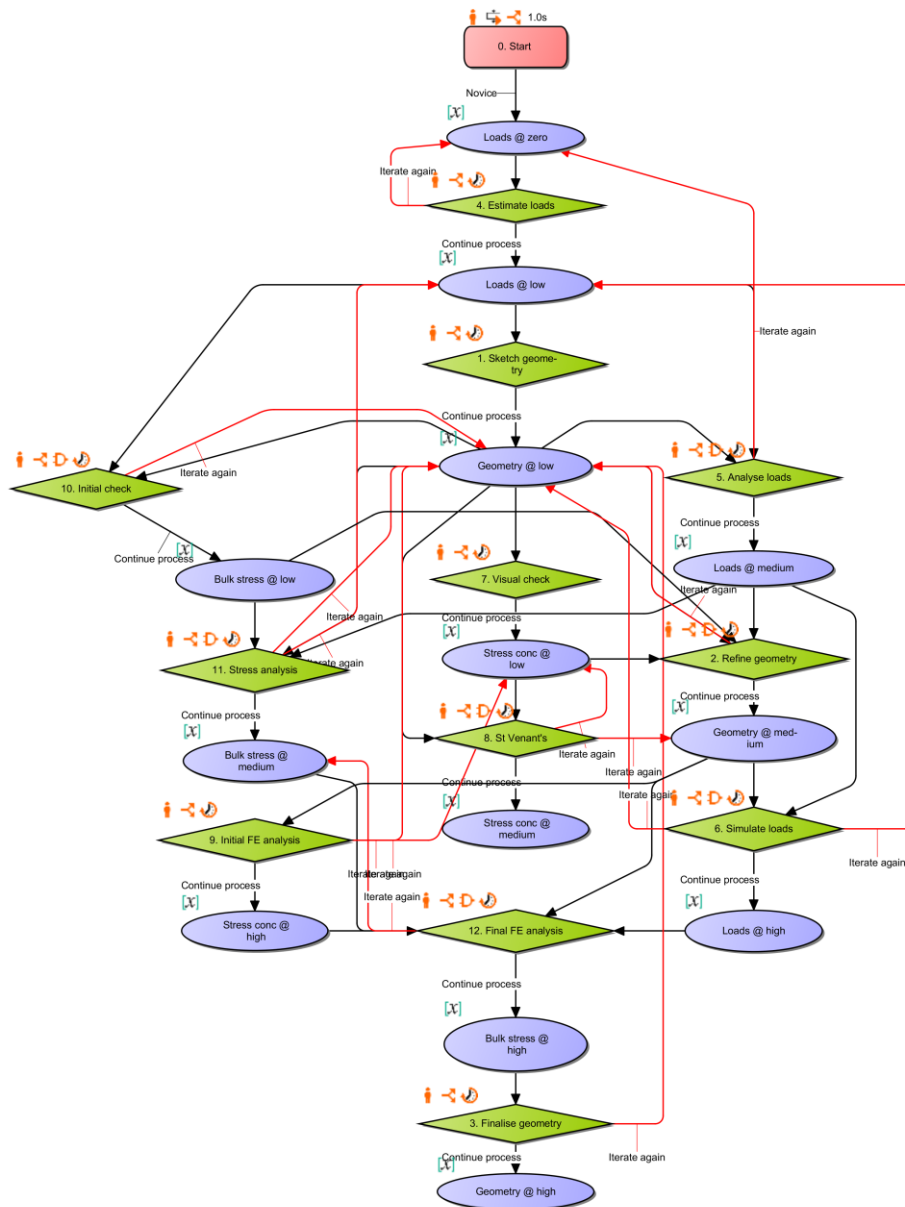 1.0s
0. Start
Novice
[x]
Loads @ zero
Iterate again
4. Estimate loads
Continue process
[x]
Loads @ low
Iterate again
1. Sketch geome-
try
Continue process
[x]
Geometry @ low
Iterate again
10. Initial check
5. Analyse loads
Continue process
[x]
Continue process
[x]
Loads @ medium
7. Visual check
Bulk stress @ low
Iterate again
Iterate again
Continue process
[x]
Iterate again
Stress conc @
low
2. Refine geometry
11. Stress analysis
Continue process
[x]
Continue process
[x]
8. St Venant's
Geometry @ med-
ium
Iterate again
Bulk stress @
medium
Iterate again
Iterate again
Continue process
[x]
Stress conc @
medium
9. Initial FE analysis
6. Simulate loads
Iterate again
Iterate again
Iterate again
Continue process
[x]
Continue process
[x]
Iterate again
Stress conc @
high
12. Final FE analysis
Loads @ high
Continue process
[x]
Bulk stress @
high
3. Finalise geometry
Continue process
Iterate again
[x]
Geometry @ high